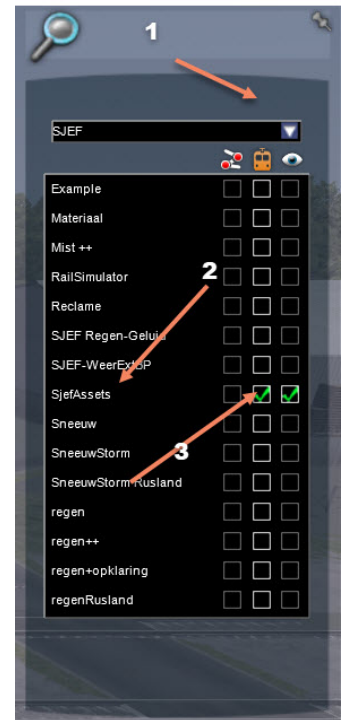 1
SJEF
Example
Materiaal
Mist ++
RailSimulator
2
Reclame
SJEF Regen-Geluid
SJEF-WeerExtBP
SjefAssets
Sneeuw
SneeuwStorm
3
SneeuwStorm Rusland
regen
regen++
regen+opklaring
regenRusland